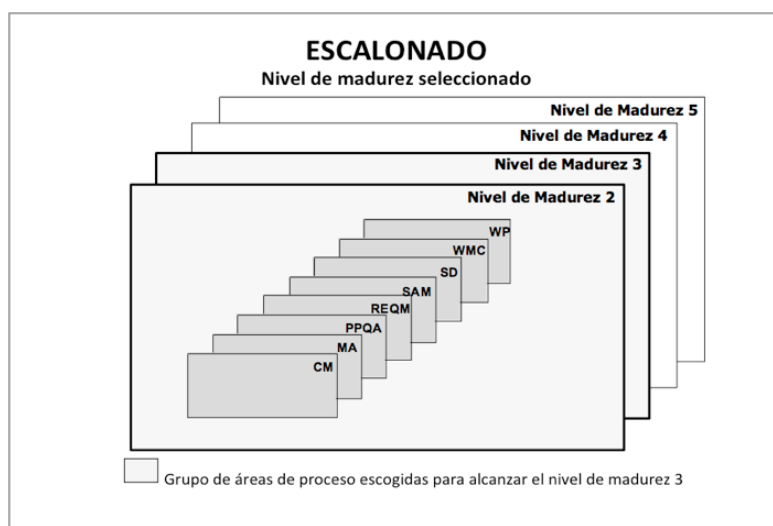 ESCALONADO
Nivel de madurez seleccionado
Nivel de Madurez 5
Nivel de Madurez 4
Nivel de Madurez 3
Nivel de Madurez 2
WP
WMC
SD
SAM
REQM
PPQA
MA
CM
Grupo de áreas de proceso escogidas para alcanzar el nivel de madurez 3